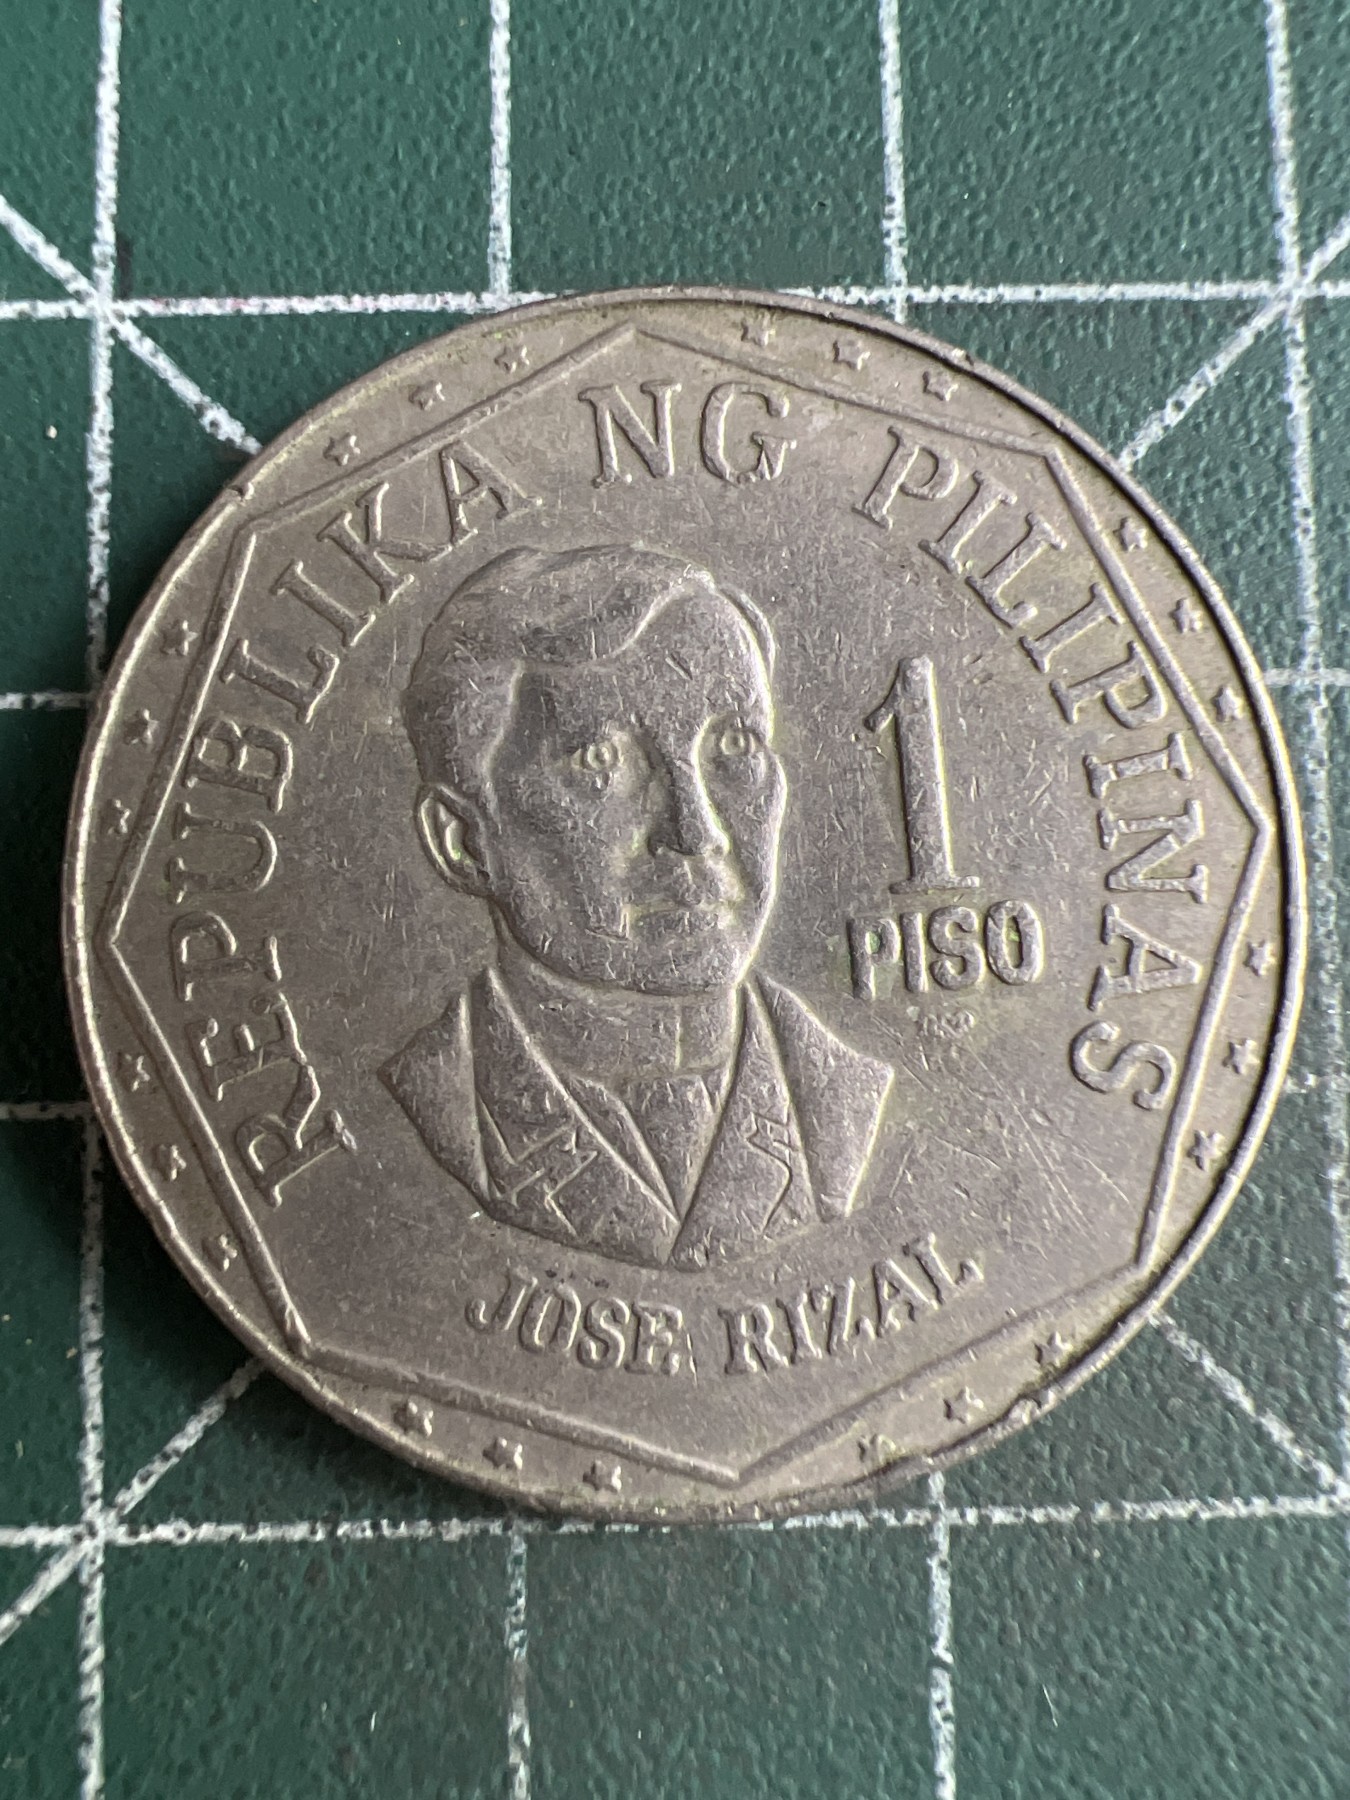 REPUBLIKA NG PILIPINAS
1
PISO
JOSE RIZAL